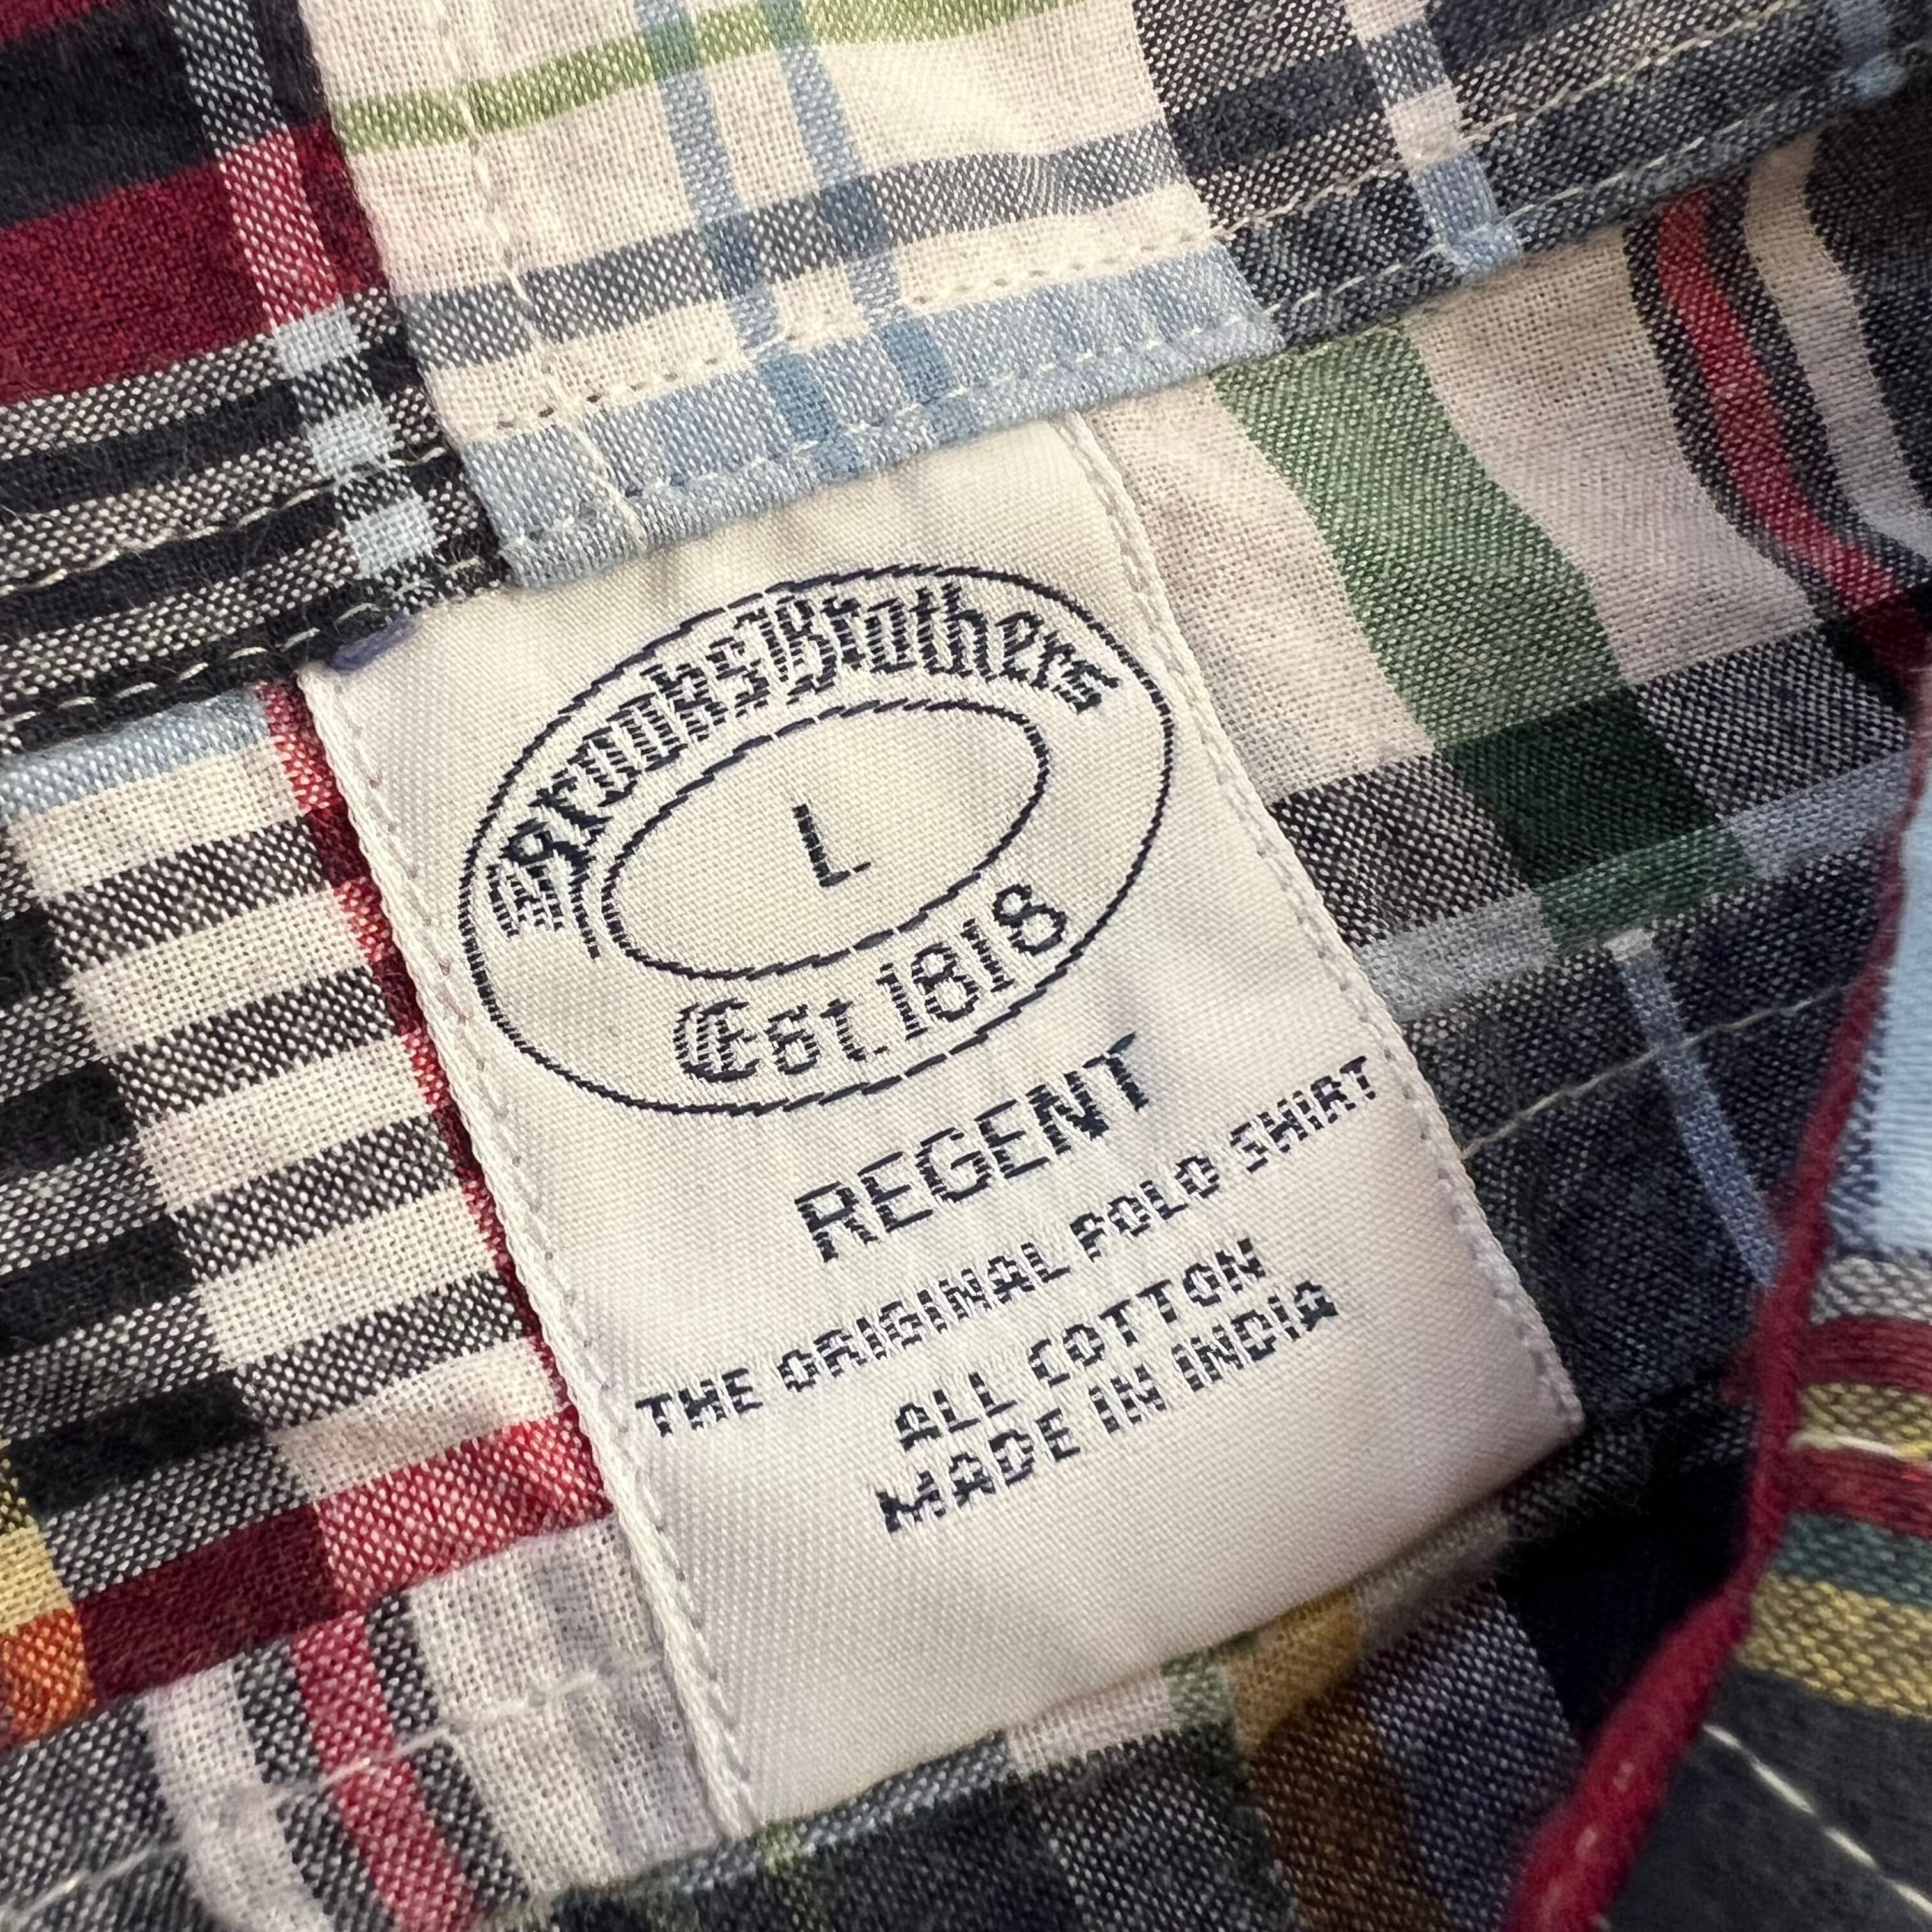 Brooks Brothers
L
Est. 1818
REGENT
THE ORIGINAL POLO SHIRT
ALL COTTON
MADE IN INDIA